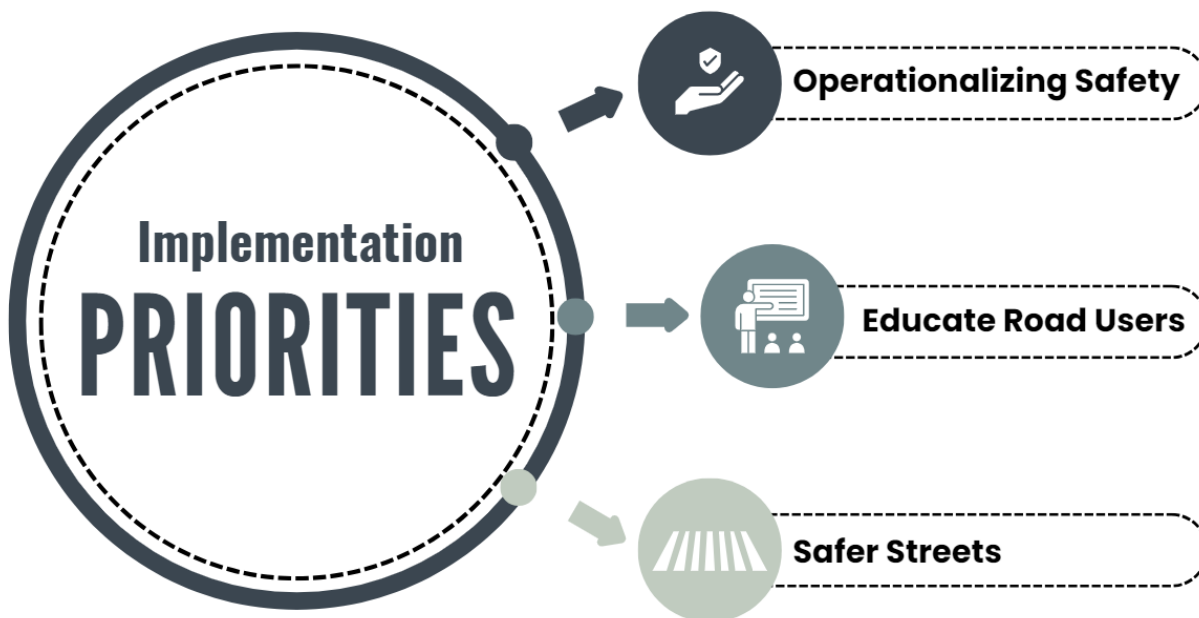 Implementation
PRIORITIES
Operationalizing Safety
Educate Road Users
Safer Streets